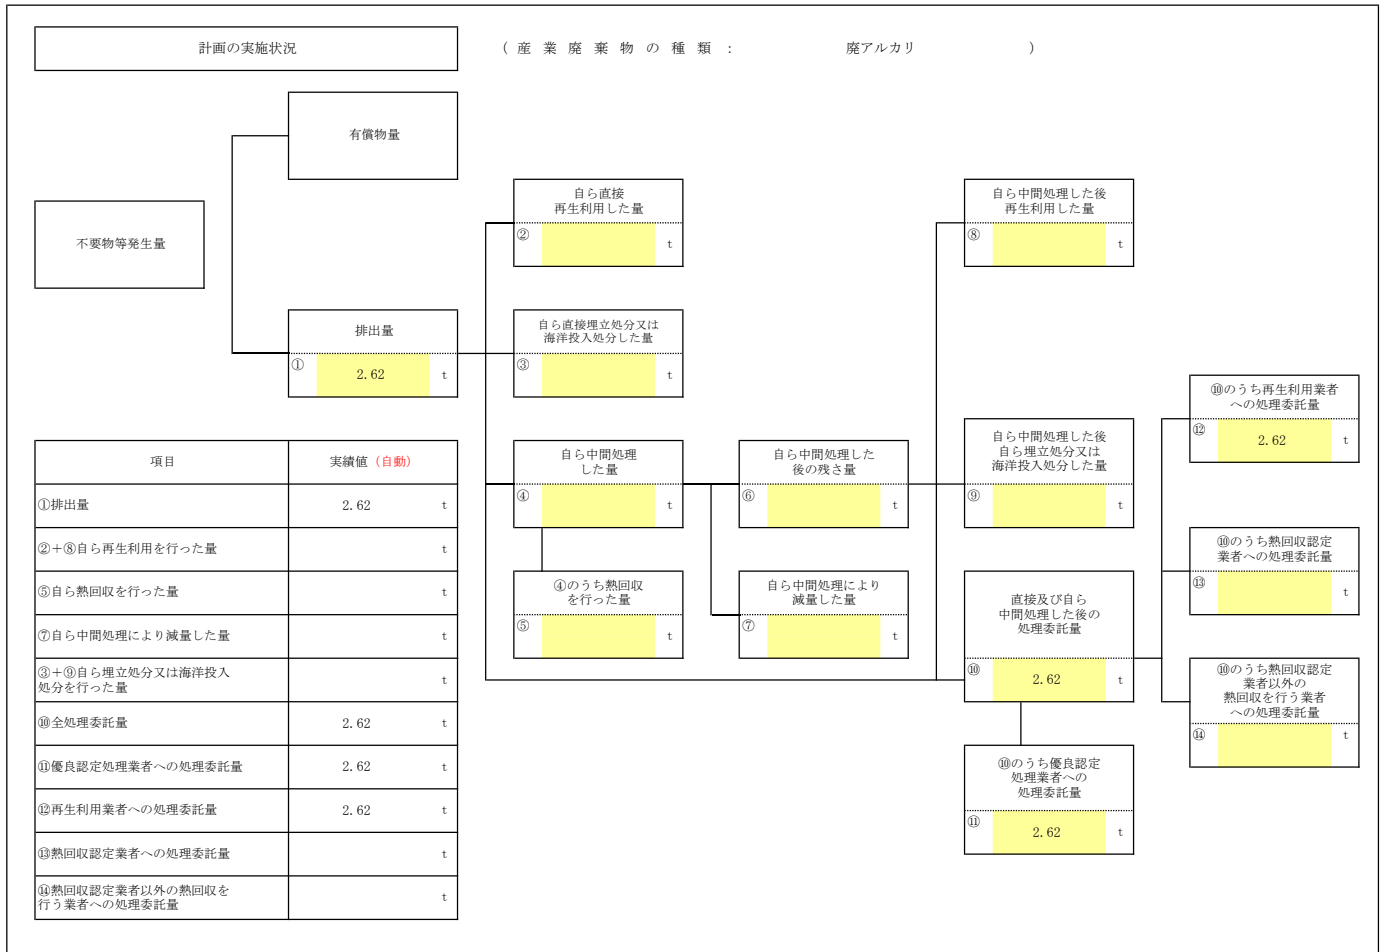 計画の実施状況
（産業廃棄物の種類： 廃アルカリ ）
有償物量
不要物等発生量
自ら直接
再生利用した量
② t
自ら中間処理した後
再生利用した量
⑧ t
排出量
① 2.62 t
自ら直接埋立処分又は
海洋投入処分した量
③ t
⑩のうち再生利用業者
への処理委託量
⑫ 2.62 t
自ら中間処理
した量
④ t
自ら中間処理した
後の残さ量
⑥ t
自ら中間処理した後
自ら埋立処分又は
海洋投入処分した量
⑨ t
⑩のうち熱回収認定
業者への処理委託量
⑬ t
④のうち熱回収
を行った量
⑤ t
自ら中間処理により
減量した量
⑦ t
直接及び自ら
中間処理した後の
処理委託量
⑩ 2.62 t
⑩のうち熱回収認定
業者以外の
熱回収を行う業者
への処理委託量
⑭ t
⑩のうち優良認定
処理業者への
処理委託量
⑪ 2.62 t
項目 実績値（自動）
①排出量 2.62 t
②＋⑧自ら再生利用を行った量 t
⑤自ら熱回収を行った量 t
⑦自ら中間処理により減量した量 t
③＋⑨自ら埋立処分又は海洋投入
処分を行った量 t
⑩全処理委託量 2.62 t
⑪優良認定処理業者への処理委託量 2.62 t
⑫再生利用業者への処理委託量 2.62 t
⑬熱回収認定業者への処理委託量 t
⑭熱回収認定業者以外の熱回収を
行う業者への処理委託量 t